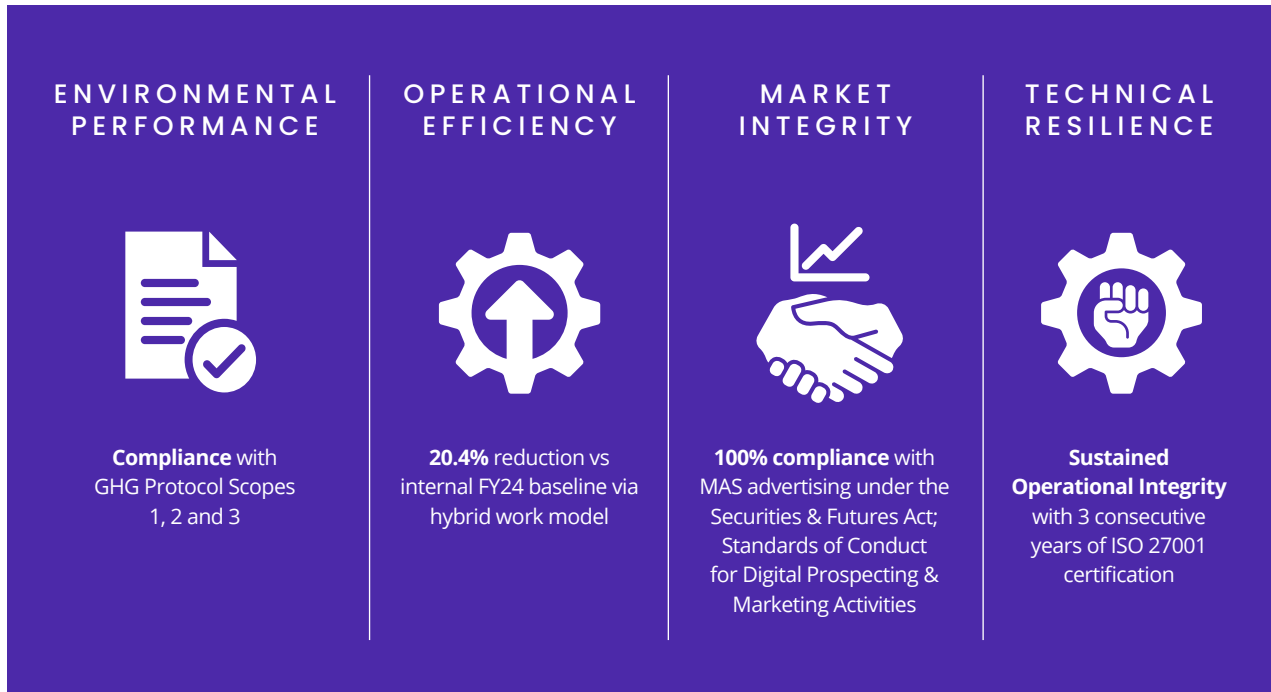 ENVIRONMENTAL
PERFORMANCE
Compliance with
GHG Protocol Scopes
1, 2 and 3
OPERATIONAL
EFFICIENCY
20.4% reduction vs
internal FY24 baseline via
hybrid work model
MARKET
INTEGRITY
100% compliance with
MAS advertising under the
Securities & Futures Act;
Standards of Conduct
for Digital Prospecting &
Marketing Activities
TECHNICAL
RESILIENCE
Sustained
Operational Integrity
with 3 consecutive
years of ISO 27001
certification